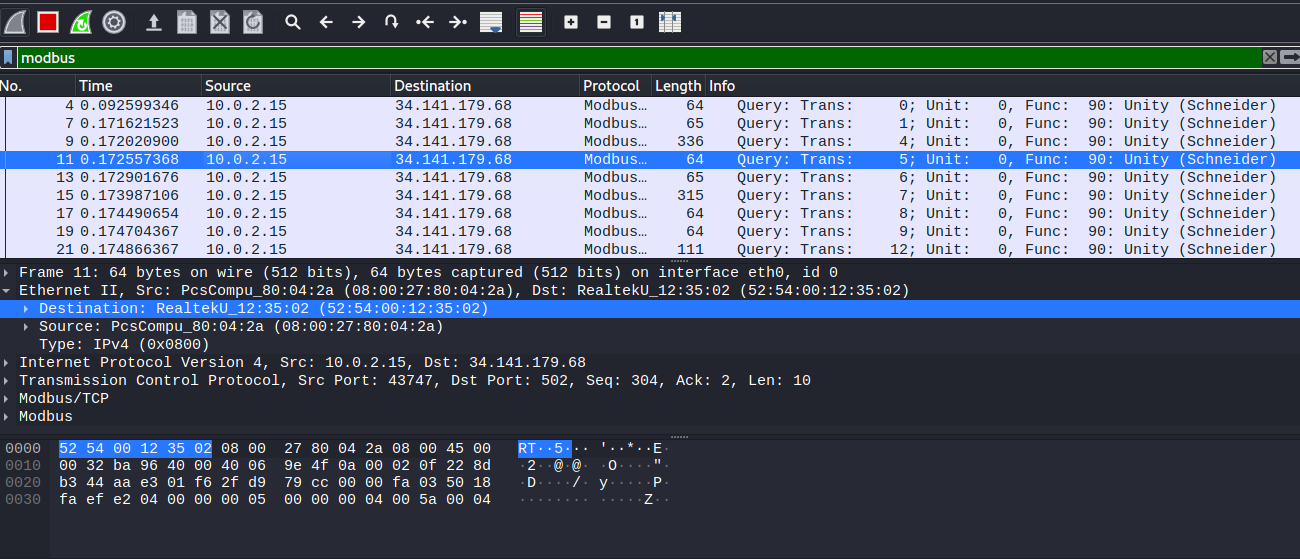 modbus
No. Time Source Destination Protocol Length Info
4 0.092599346 10.0.2.15 34.141.179.68 Modbus… 64 Query: Trans: 0; Unit: 0, Func: 90: Unity (Schneider)
7 0.171621523 10.0.2.15 34.141.179.68 Modbus… 65 Query: Trans: 1; Unit: 0, Func: 90: Unity (Schneider)
9 0.172020900 10.0.2.15 34.141.179.68 Modbus… 336 Query: Trans: 4; Unit: 0, Func: 90: Unity (Schneider)
11 0.172557368 10.0.2.15 34.141.179.68 Modbus… 64 Query: Trans: 5; Unit: 0, Func: 90: Unity (Schneider)
13 0.172901676 10.0.2.15 34.141.179.68 Modbus… 65 Query: Trans: 6; Unit: 0, Func: 90: Unity (Schneider)
15 0.173987106 10.0.2.15 34.141.179.68 Modbus… 315 Query: Trans: 7; Unit: 0, Func: 90: Unity (Schneider)
17 0.174490654 10.0.2.15 34.141.179.68 Modbus… 64 Query: Trans: 8; Unit: 0, Func: 90: Unity (Schneider)
19 0.174704367 10.0.2.15 34.141.179.68 Modbus… 64 Query: Trans: 9; Unit: 0, Func: 90: Unity (Schneider)
21 0.174866367 10.0.2.15 34.141.179.68 Modbus… 111 Query: Trans: 12; Unit: 0, Func: 90: Unity (Schneider)
Frame 11: 64 bytes on wire (512 bits), 64 bytes captured (512 bits) on interface eth0, id 0
Ethernet II, Src: PcsCompu_80:04:2a (08:00:27:80:04:2a), Dst: RealtekU_12:35:02 (52:54:00:12:35:02)
Destination: RealtekU_12:35:02 (52:54:00:12:35:02)
Source: PcsCompu_80:04:2a (08:00:27:80:04:2a)
Type: IPv4 (0x0800)
Internet Protocol Version 4, Src: 10.0.2.15, Dst: 34.141.179.68
Transmission Control Protocol, Src Port: 43747, Dst Port: 502, Seq: 304, Ack: 2, Len: 10
Modbus/TCP
Modbus
0000 52 54 00 12 35 02 08 00 27 80 04 2a 08 00 45 00 RT··5··· '··*··E·
0010 00 32 ba 96 40 00 40 06 9e 4f 0a 00 02 0f 22 8d ·2··@·@· ·O····"·
0020 b3 44 aa e3 01 f6 2f d9 79 cc 00 00 fa 03 50 18 ·D····/· y·····P·
0030 fa ef e2 04 00 00 00 05 00 00 00 04 00 5a 00 04 ········ ·····Z··